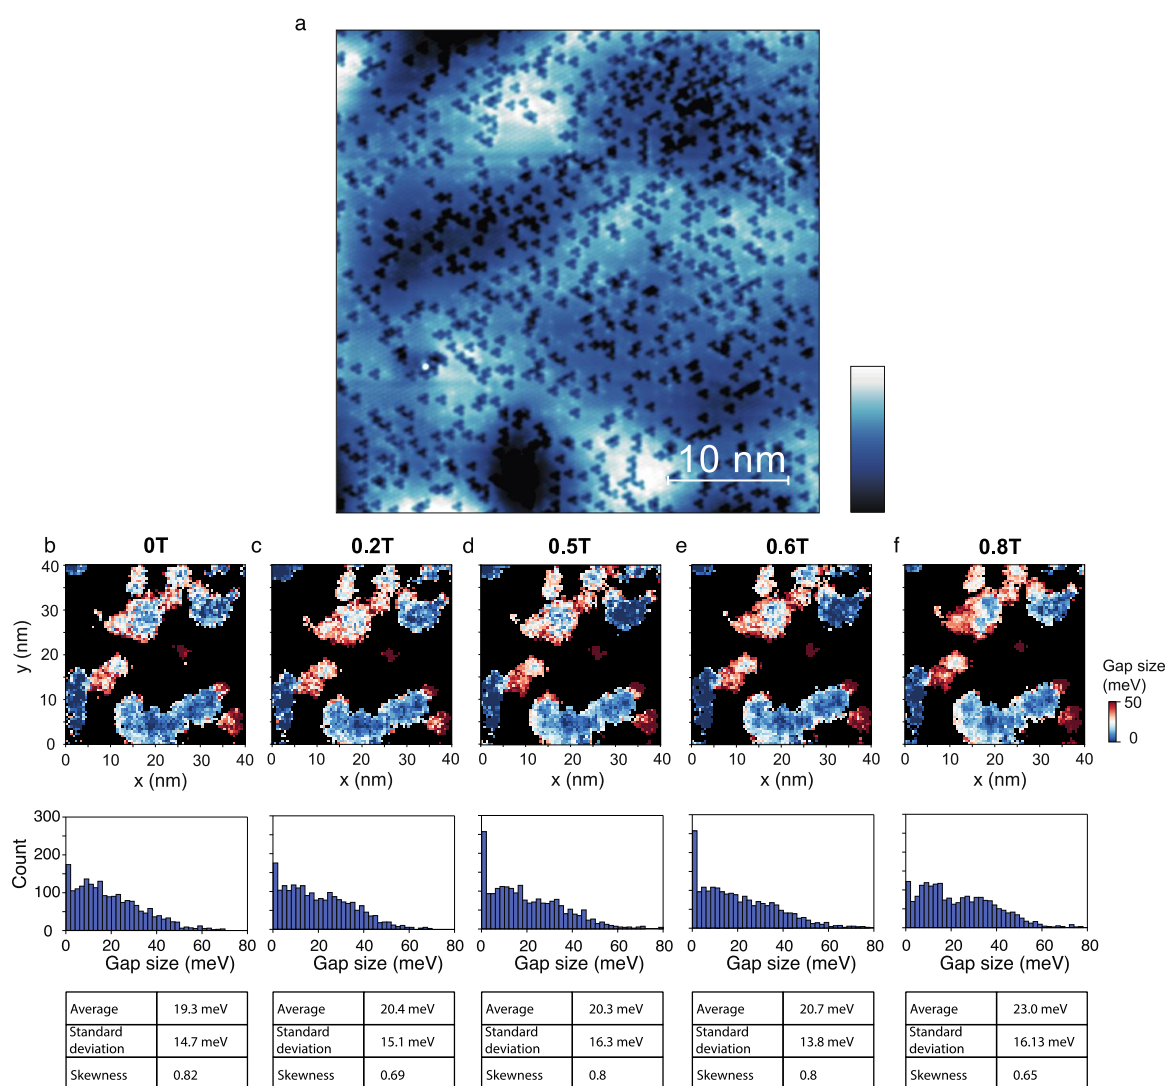 a
10 nm
b 0T c 0.2T d 0.5T e 0.6T f 0.8T
40
30
20
10
0
y (nm)
0 10 20 30 40 0 10 20 30 40 0 10 20 30 40 0 10 20 30 40 0 10 20 30 40
x (nm) x (nm) x (nm) x (nm) x (nm)
Gap size
(meV)
50
0
300
200
100
0
Count
0 20 40 60 80 0 20 40 60 80 0 20 40 60 80 0 20 40 60 80 0 20 40 60 80
Gap size (meV) Gap size (meV) Gap size (meV) Gap size (meV) Gap size (meV)
Average 19.3 meV Average 20.4 meV Average 20.3 meV Average 20.7 meV Average 23.0 meV
Standard deviation 14.7 meV Standard deviation 15.1 meV Standard deviation 16.3 meV Standard deviation 13.8 meV Standard deviation 16.13 meV
Skewness 0.82 Skewness 0.69 Skewness 0.8 Skewness 0.8 Skewness 0.65